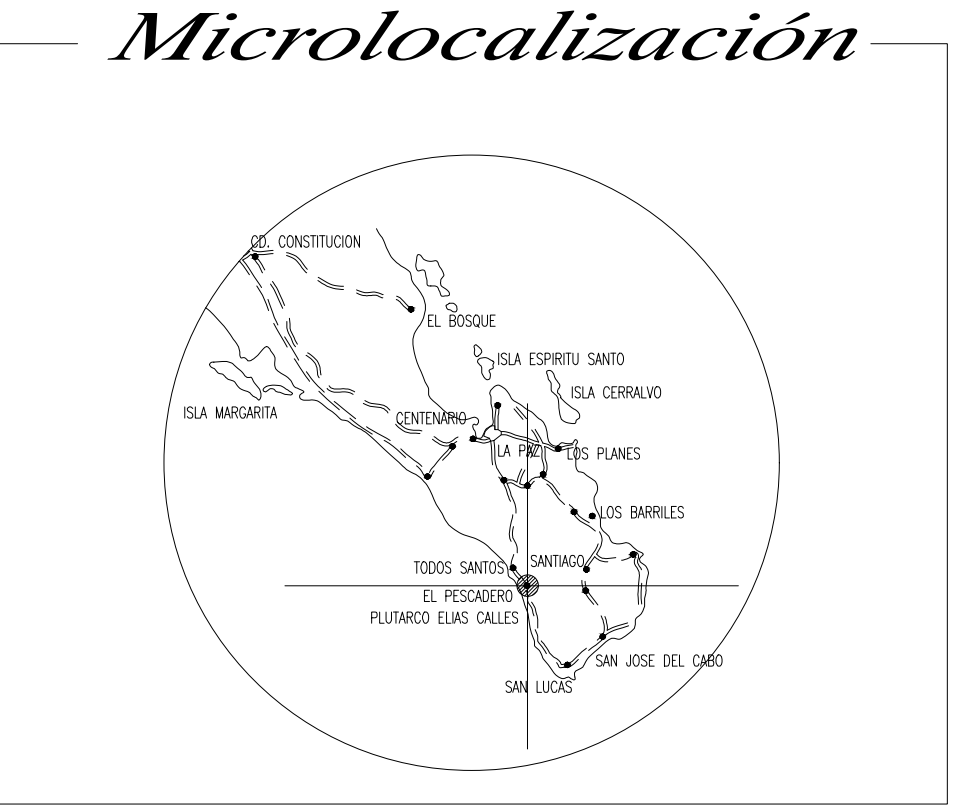 Microlocalización
CD. CONSTITUCION
EL BOSQUE
ISLA ESPIRITU SANTO
ISLA CERRALVO
ISLA MARGARITA
CENTENARIO
LA PAZ
LOS PLANES
LOS BARRILES
TODOS SANTOS
SANTIAGO
EL PESCADERO
PLUTARCO ELIAS CALLES
SAN JOSE DEL CABO
SAN LUCAS